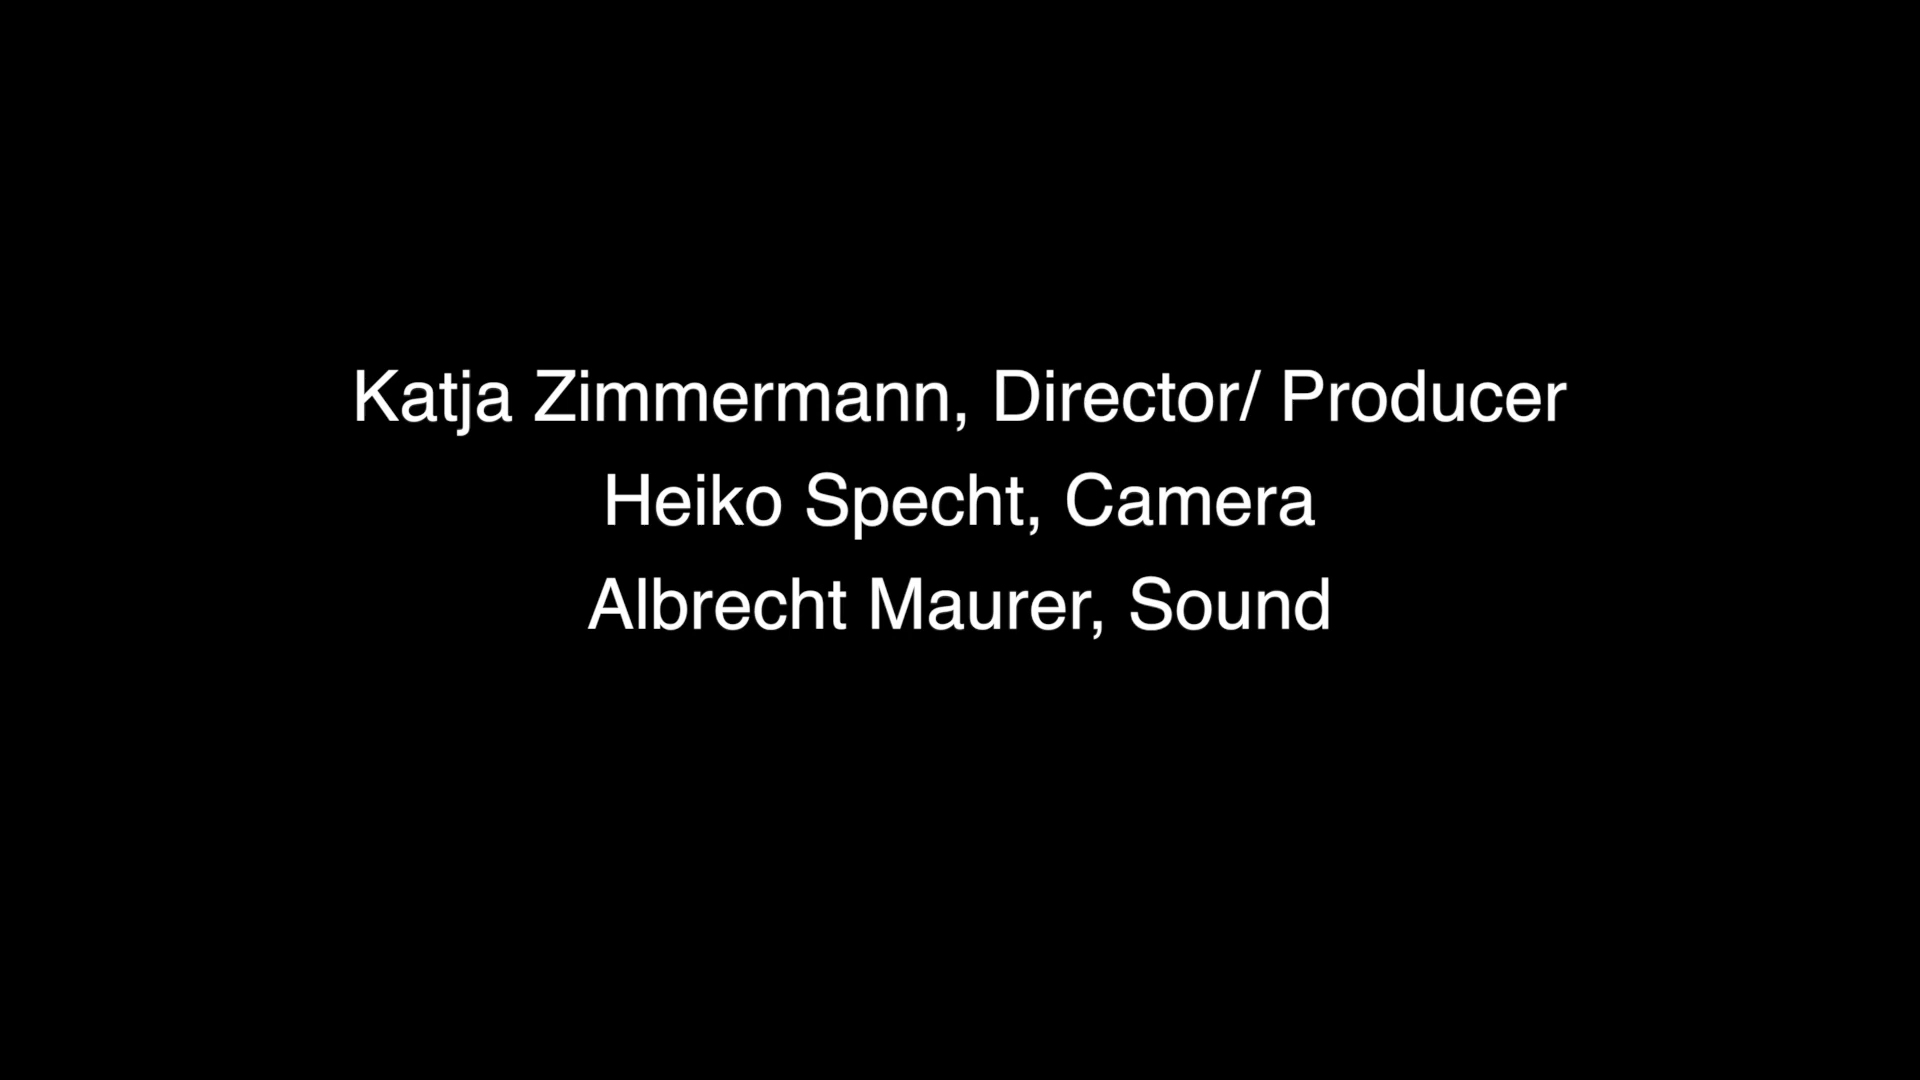 Katja Zimmermann, Director/ Producer
Heiko Specht, Camera
Albrecht Maurer, Sound